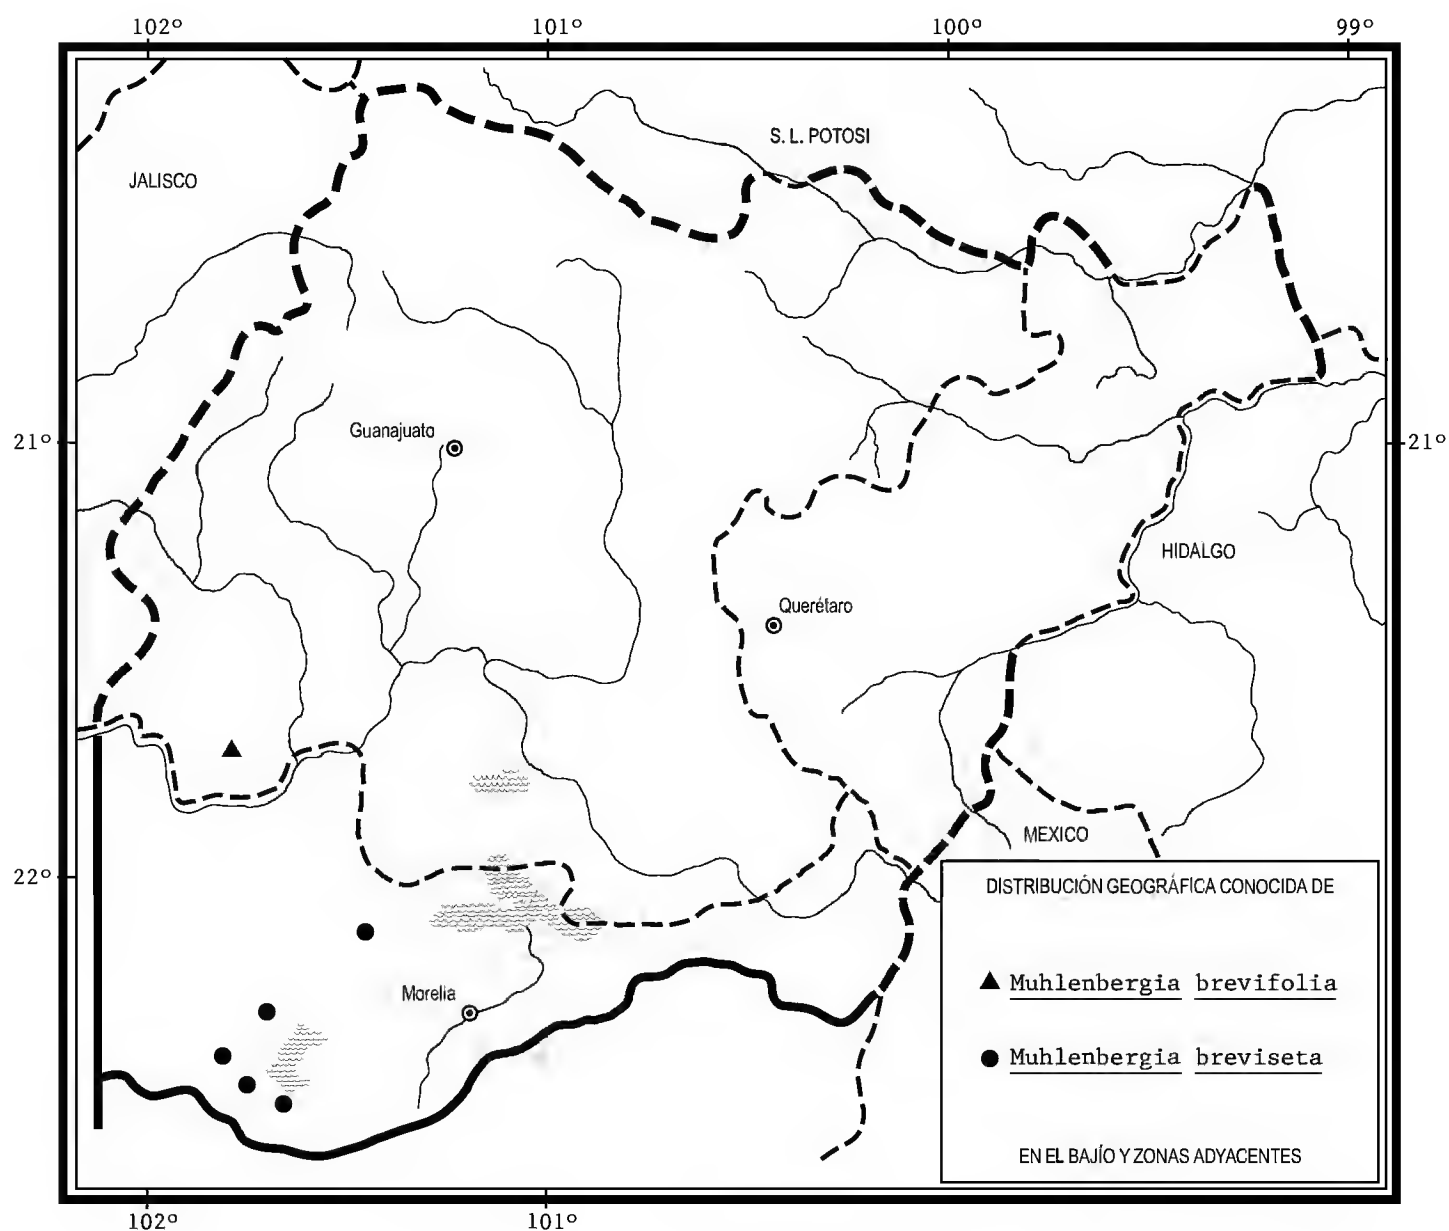 102º 101º 100º 99º
S. L. POTOSI
JALISCO
Guanajuato
21º 21º
HIDALGO
Querétaro
MEXICO
22º
DISTRIBUCIÓN GEOGRÁFICA CONOCIDA DE
Muhlenbergia brevifolia
Morelia
Muhlenbergia breviseta
EN EL BAJÍO Y ZONAS ADYACENTES
102º 101º